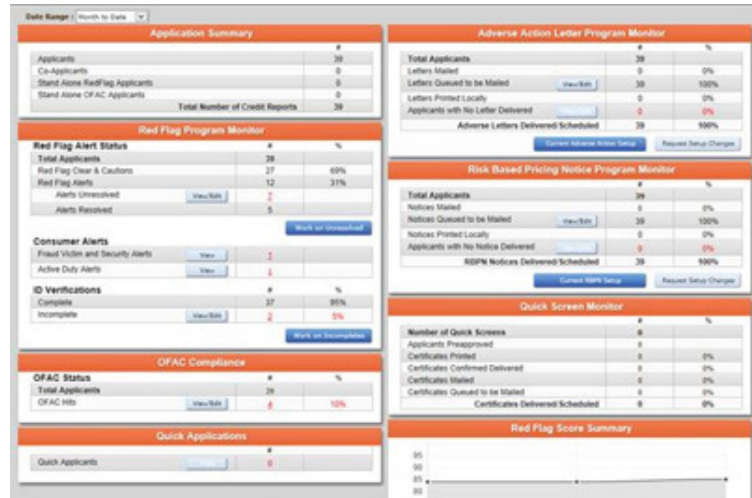 Date Range : Month to Date
Application Summary
#
Applicants 39
Co-Applicants 0
Stand Alone RedFlag Applicants 0
Stand Alone OFAC Applicants 0
Total Number of Credit Reports 39
Red Flag Program Monitor
Red Flag Alert Status # %
Total Applicants 39
Red Flag Clear & Cautions 27 69%
Red Flag Alerts 12 31%
Alerts Unresolved View/Edit 7
Alerts Resolved 5
Work on Unresolved
Consumer Alerts
Fraud Victim and Security Alerts View 1
Active Duty Alerts View 1
ID Verifications # %
Complete 37 95%
Incomplete View/Edit 2 5%
Work on Incompletes
OFAC Compliance
OFAC Status # %
Total Applicants
OFAC Hits View/Edit 4 10%
Quick Applications
#
Quick Applicants 0
Adverse Action Letter Program Monitor
# %
Total Applicants 39
Letters Mailed 0 0%
Letters Queued to be Mailed View/Edit 39 100%
Letters Printed Locally 0 0%
Applicants with No Letter Delivered 0 0%
Adverse Letters Delivered/Scheduled 39 100%
Current Adverse Action Setup Request Setup Changes
Risk Based Pricing Notice Program Monitor
# %
Total Applicants 39
Notices Mailed 0 0%
Notices Queued to be Mailed View/Edit 39 100%
Notices Printed Locally 0 0%
Applicants with No Notice Delivered 0 0%
RBPN Notices Delivered/Scheduled 39 100%
Current RBPN Setup Request Setup Changes
Quick Screen Monitor
# %
Number of Quick Screens 0
Applicants Preapproved 0
Certificates Printed 0 0%
Certificates Confirmed Delivered 0 0%
Certificates Mailed 0 0%
Certificates Queued to be Mailed 0 0%
Certificates Delivered/Scheduled 0 0%
Red Flag Score Summary
95
90
85
80